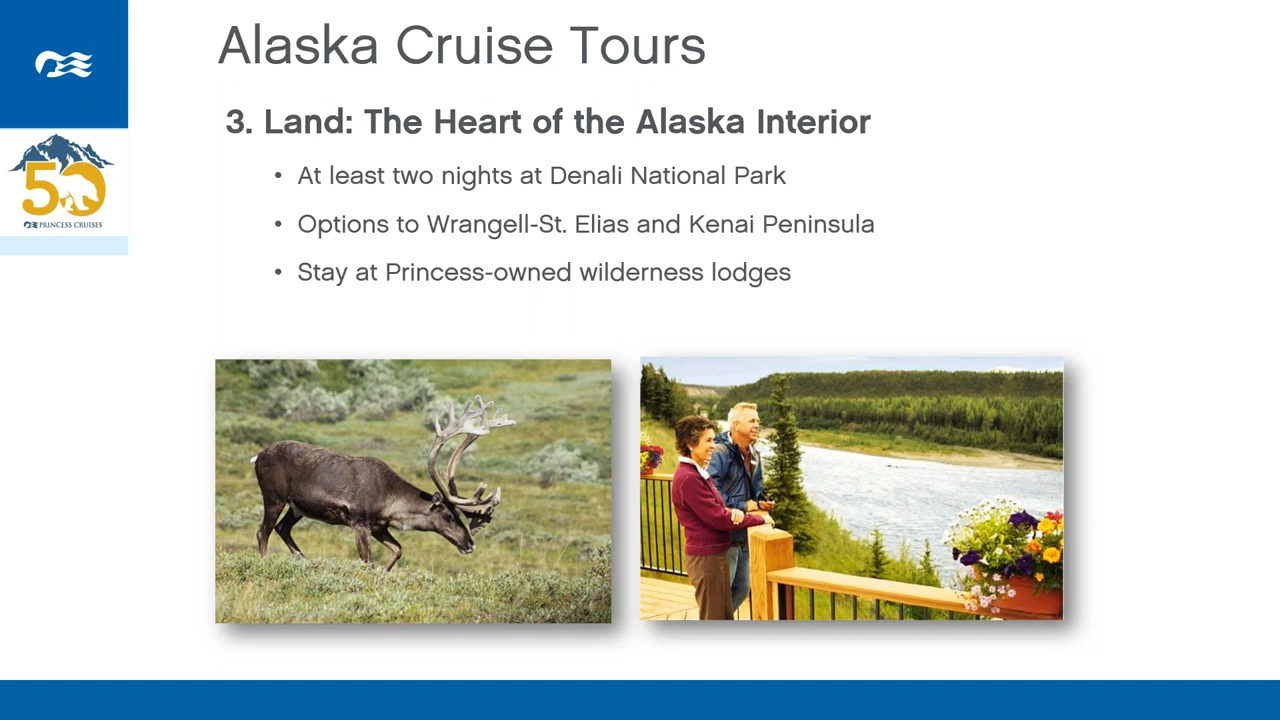 Alaska Cruise Tours
3. Land: The Heart of the Alaska Interior
• At least two nights at Denali National Park
• Options to Wrangell-St. Elias and Kenai Peninsula
• Stay at Princess-owned wilderness lodges
50
PRINCESS CRUISES